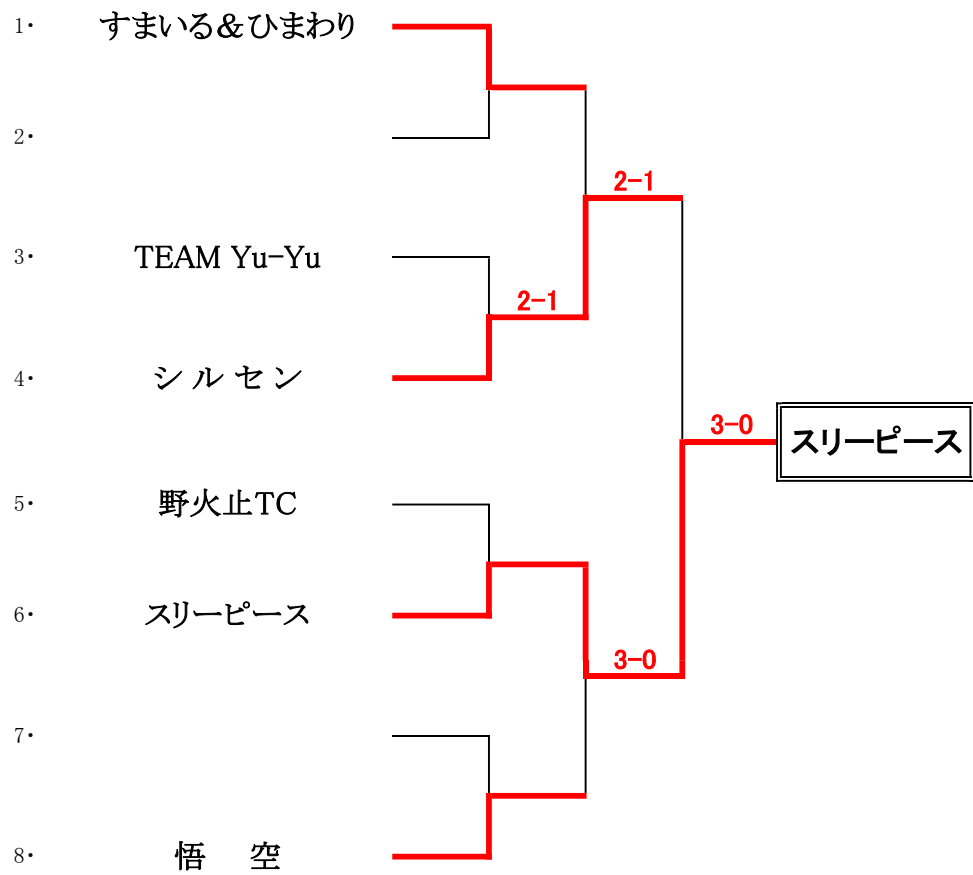 1・ すまいる&ひまわり
2・
2-1
3・ TEAM Yu-Yu
2-1
4・ シルセン
3-0
スリーピース
5・ 野火止TC
6・ スリーピース
3-0
7・
8・ 悟 空